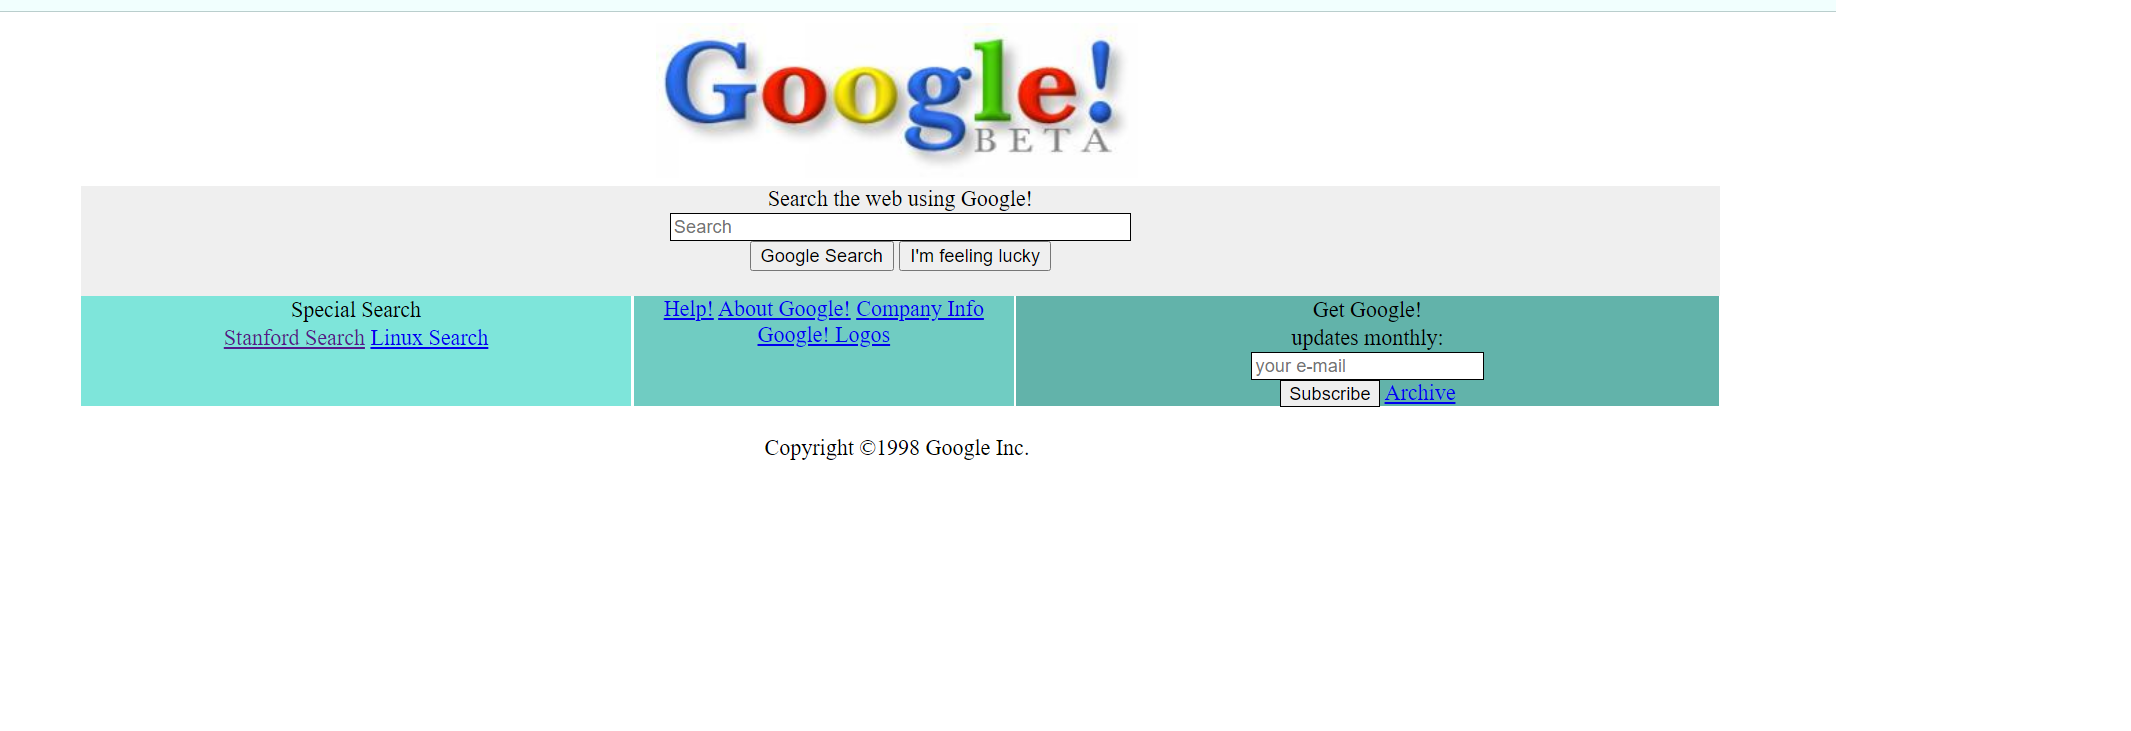 Google!
BETA
Search the web using Google!
Search
Google Search I'm feeling lucky
Special Search
Stanford Search Linux Search
Help! About Google! Company Info
Google! Logos
Get Google!
updates monthly:
your e-mail
Subscribe Archive
Copyright ©1998 Google Inc.